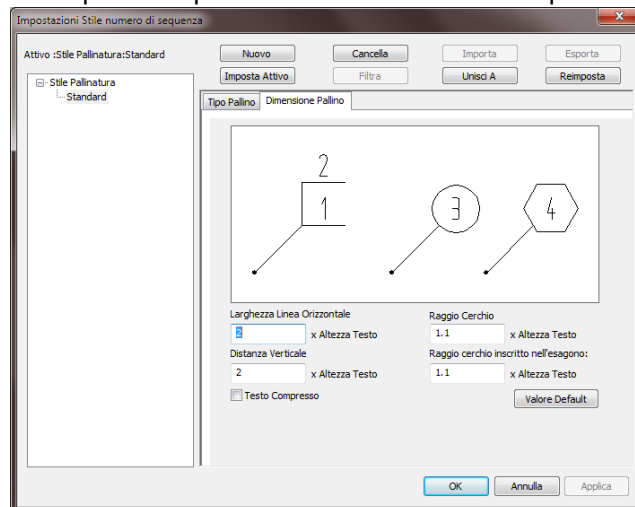 Impostazioni Stile numero di sequenza
Attivo :Stile Pallinatura:Standard
Nuovo Cancella Importa Esporta
Imposta Attivo Filtra Unisci A Reimposta
Stile Pallinatura
Standard
Tipo Pallino Dimensione Pallino
2
1 3 4
Larghezza Linea Orizzontale Raggio Cerchio
2 x Altezza Testo 1.1 x Altezza Testo
Distanza Verticale Raggio cerchio inscritto nell'esagono:
2 x Altezza Testo 1.1 x Altezza Testo
Testo Compresso Valore Default
OK Annulla Applica